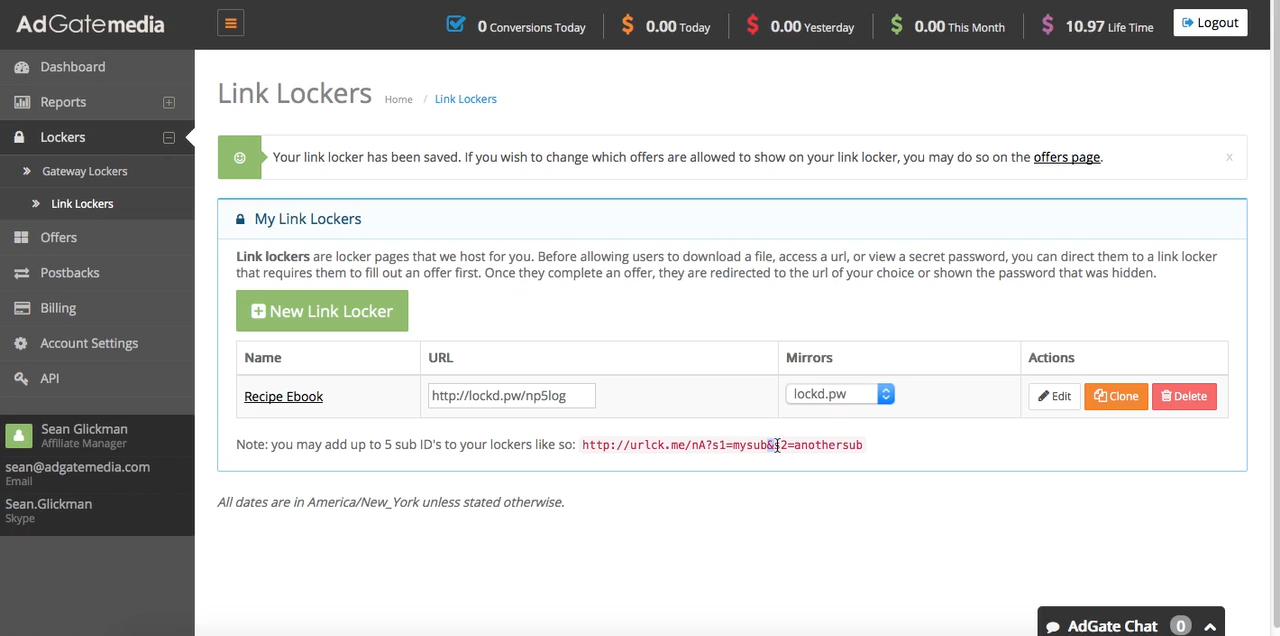 AdGatemedia
0 Conversions Today
0.00 Today
0.00 Yesterday
0.00 This Month
10.97 Life Time
Logout
Dashboard
Reports
Lockers
Gateway Lockers
Link Lockers
Offers
Postbacks
Billing
Account Settings
API
Sean Glickman
Affiliate Manager
sean@adgatemedia.com
Email
Sean.Glickman
Skype
Link Lockers Home / Link Lockers
Your link locker has been saved. If you wish to change which offers are allowed to show on your link locker, you may do so on the offers page.
x
My Link Lockers
Link lockers are locker pages that we host for you. Before allowing users to download a file, access a url, or view a secret password, you can direct them to a link locker
that requires them to fill out an offer first. Once they complete an offer, they are redirected to the url of your choice or shown the password that was hidden.
New Link Locker
Name URL Mirrors Actions
Recipe Ebook http://lockd.pw/np5log lockd.pw Edit Clone Delete
Note: you may add up to 5 sub ID's to your lockers like so: http://urlck.me/nA?s1=mysub&s2=anothersub
All dates are in America/New_York unless stated otherwise.
AdGate Chat 0